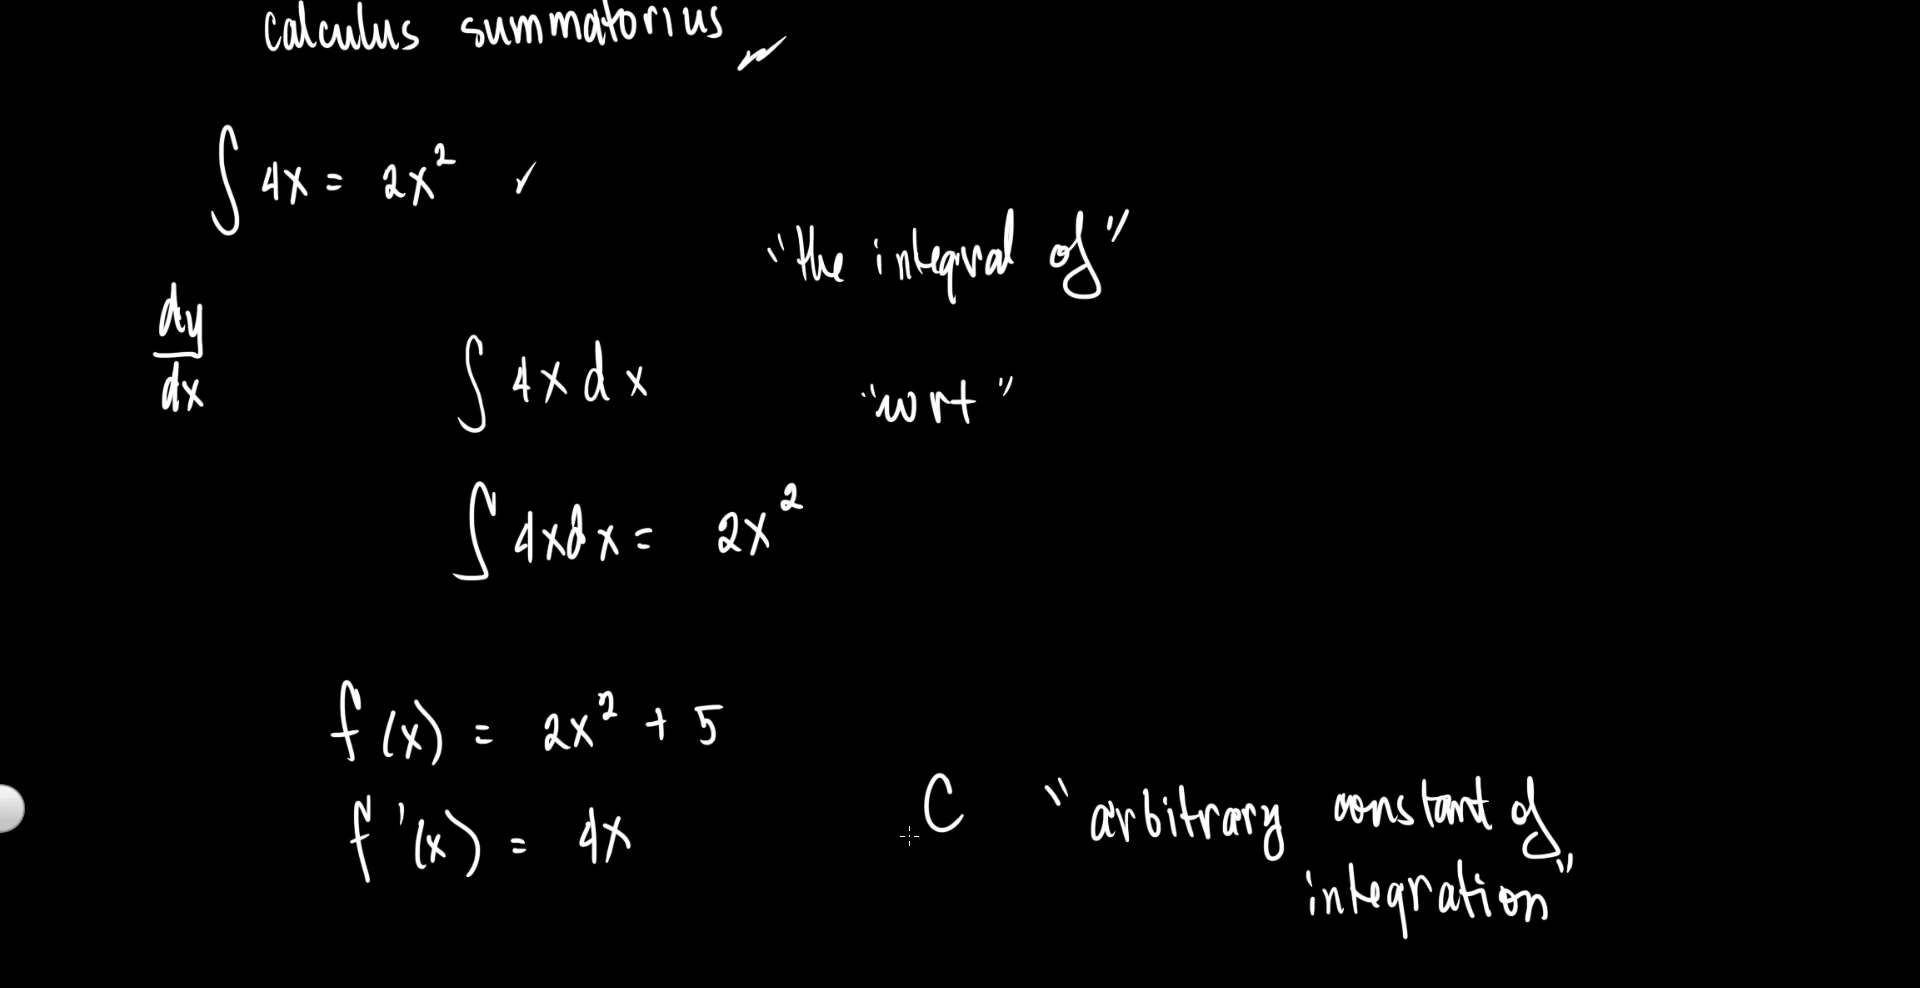 calculus summatorius
∫ 4x = 2x² ✓
"the integral of"
dy/dx
∫ 4x dx "wrt"
∫ 4xdx = 2x²
f(x) = 2x² + 5
f'(x) = 4x
C "arbitrary constant of
integration"